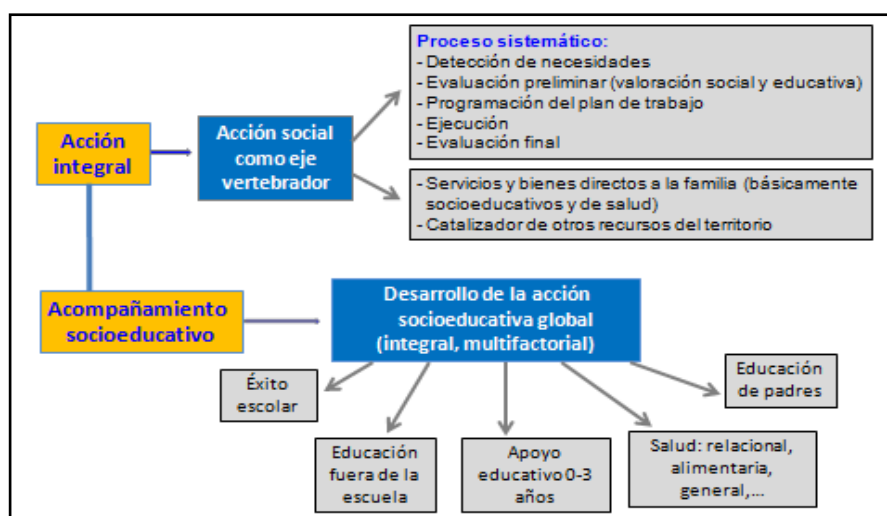 Proceso sistemático:
- Detección de necesidades
- Evaluación preliminar (valoración social y educativa)
- Programación del plan de trabajo
- Ejecución
- Evaluación final
Acción
integral
Acción social
como eje
vertebrador
- Servicios y bienes directos a la familia (básicamente
socioeducativos y de salud)
- Catalizador de otros recursos del territorio
Acompañamiento
socioeducativo
Desarrollo de la acción
socioeducativa global
(integral, multifactorial)
Éxito
escolar
Educación
fuera de la
escuela
Apoyo
educativo 0-3
años
Salud: relacional,
alimentaria,
general,...
Educación
de padres